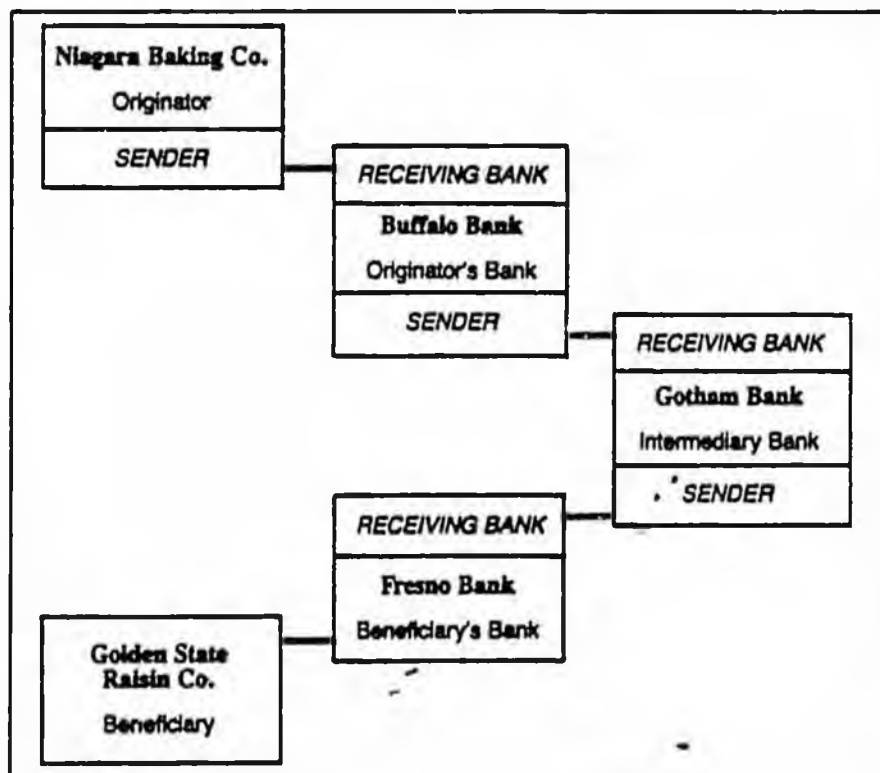 Niagara Baking Co.
Originator
SENDER
RECEIVING BANK
Buffalo Bank
Originator's Bank
SENDER
RECEIVING BANK
Gotham Bank
Intermediary Bank
SENDER
RECEIVING BANK
Fresno Bank
Beneficiary's Bank
Golden State
Raisin Co.
Beneficiary